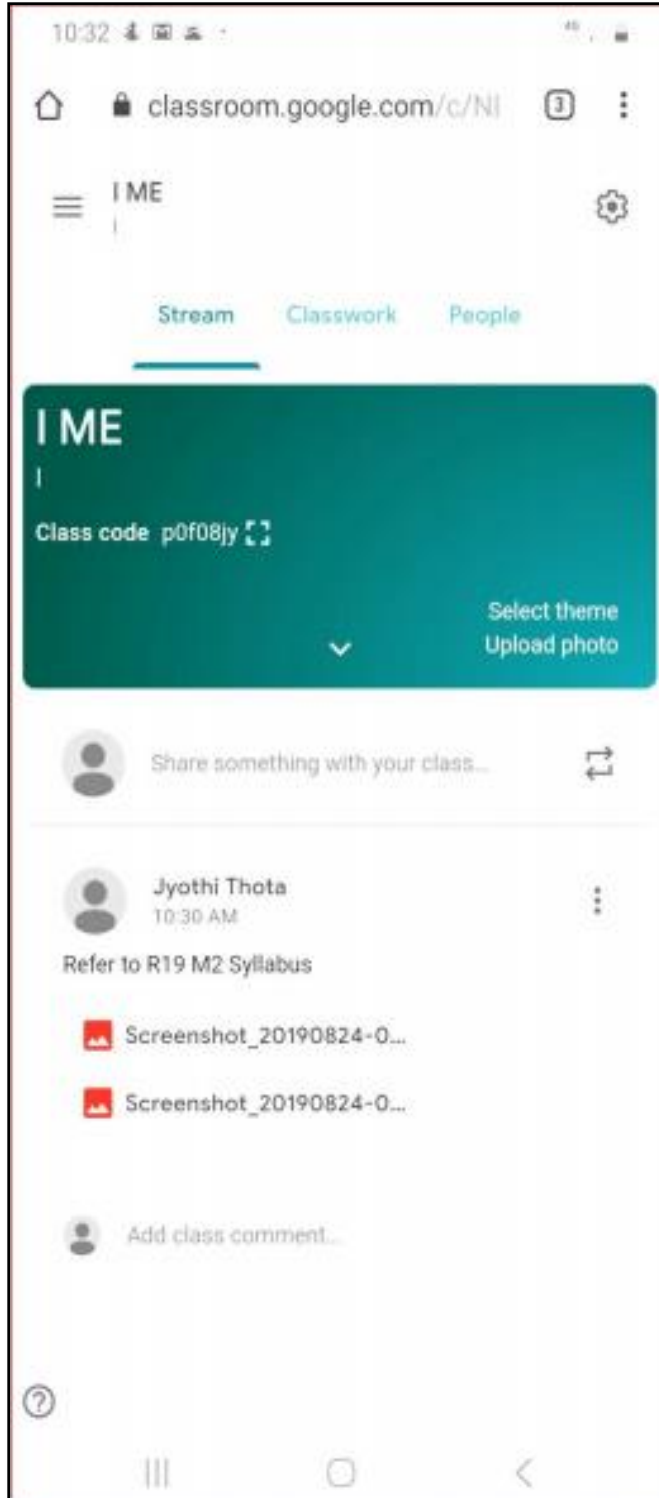 10:32
classroom.google.com/c/NI
3
I ME
I
Stream Classwork People
I ME
I
Class code p0f08jy
Select theme
Upload photo
Share something with your class...
Jyothi Thota
10:30 AM
Refer to R19 M2 Syllabus
Screenshot_20190824-0...
Screenshot_20190824-0...
Add class comment...